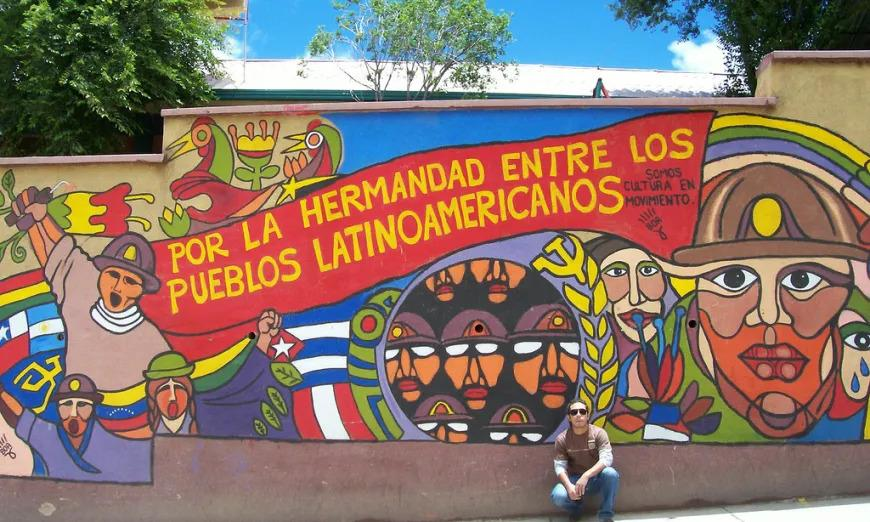 POR LA HERMANDAD ENTRE LOS
PUEBLOS LATINOAMERICANOS
SOMOS
CULTURA EN
MOVIMIENTO.